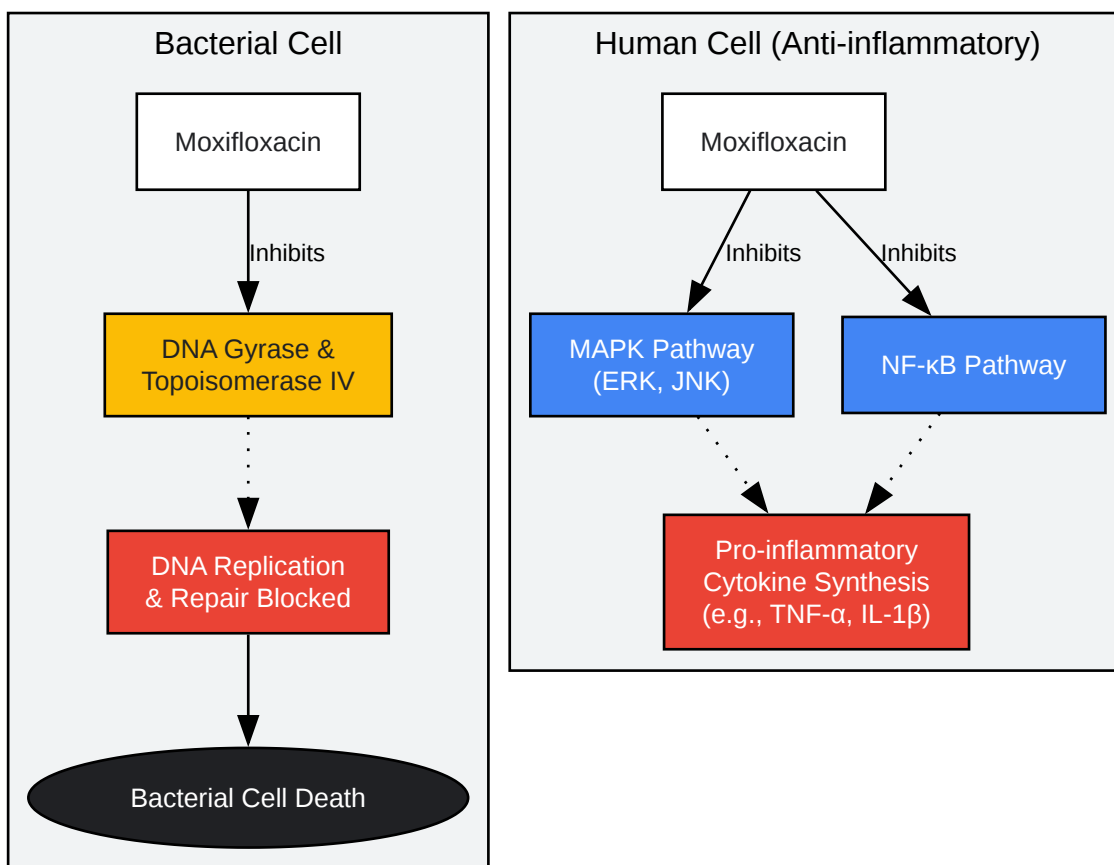 Bacterial Cell
Moxifloxacin
Inhibits
DNA Gyrase &
Topoisomerase IV
DNA Replication
& Repair Blocked
Bacterial Cell Death
Human Cell (Anti-inflammatory)
Moxifloxacin
Inhibits
Inhibits
MAPK Pathway
(ERK, JNK)
NF-κB Pathway
Pro-inflammatory
Cytokine Synthesis
(e.g., TNF-α, IL-1β)